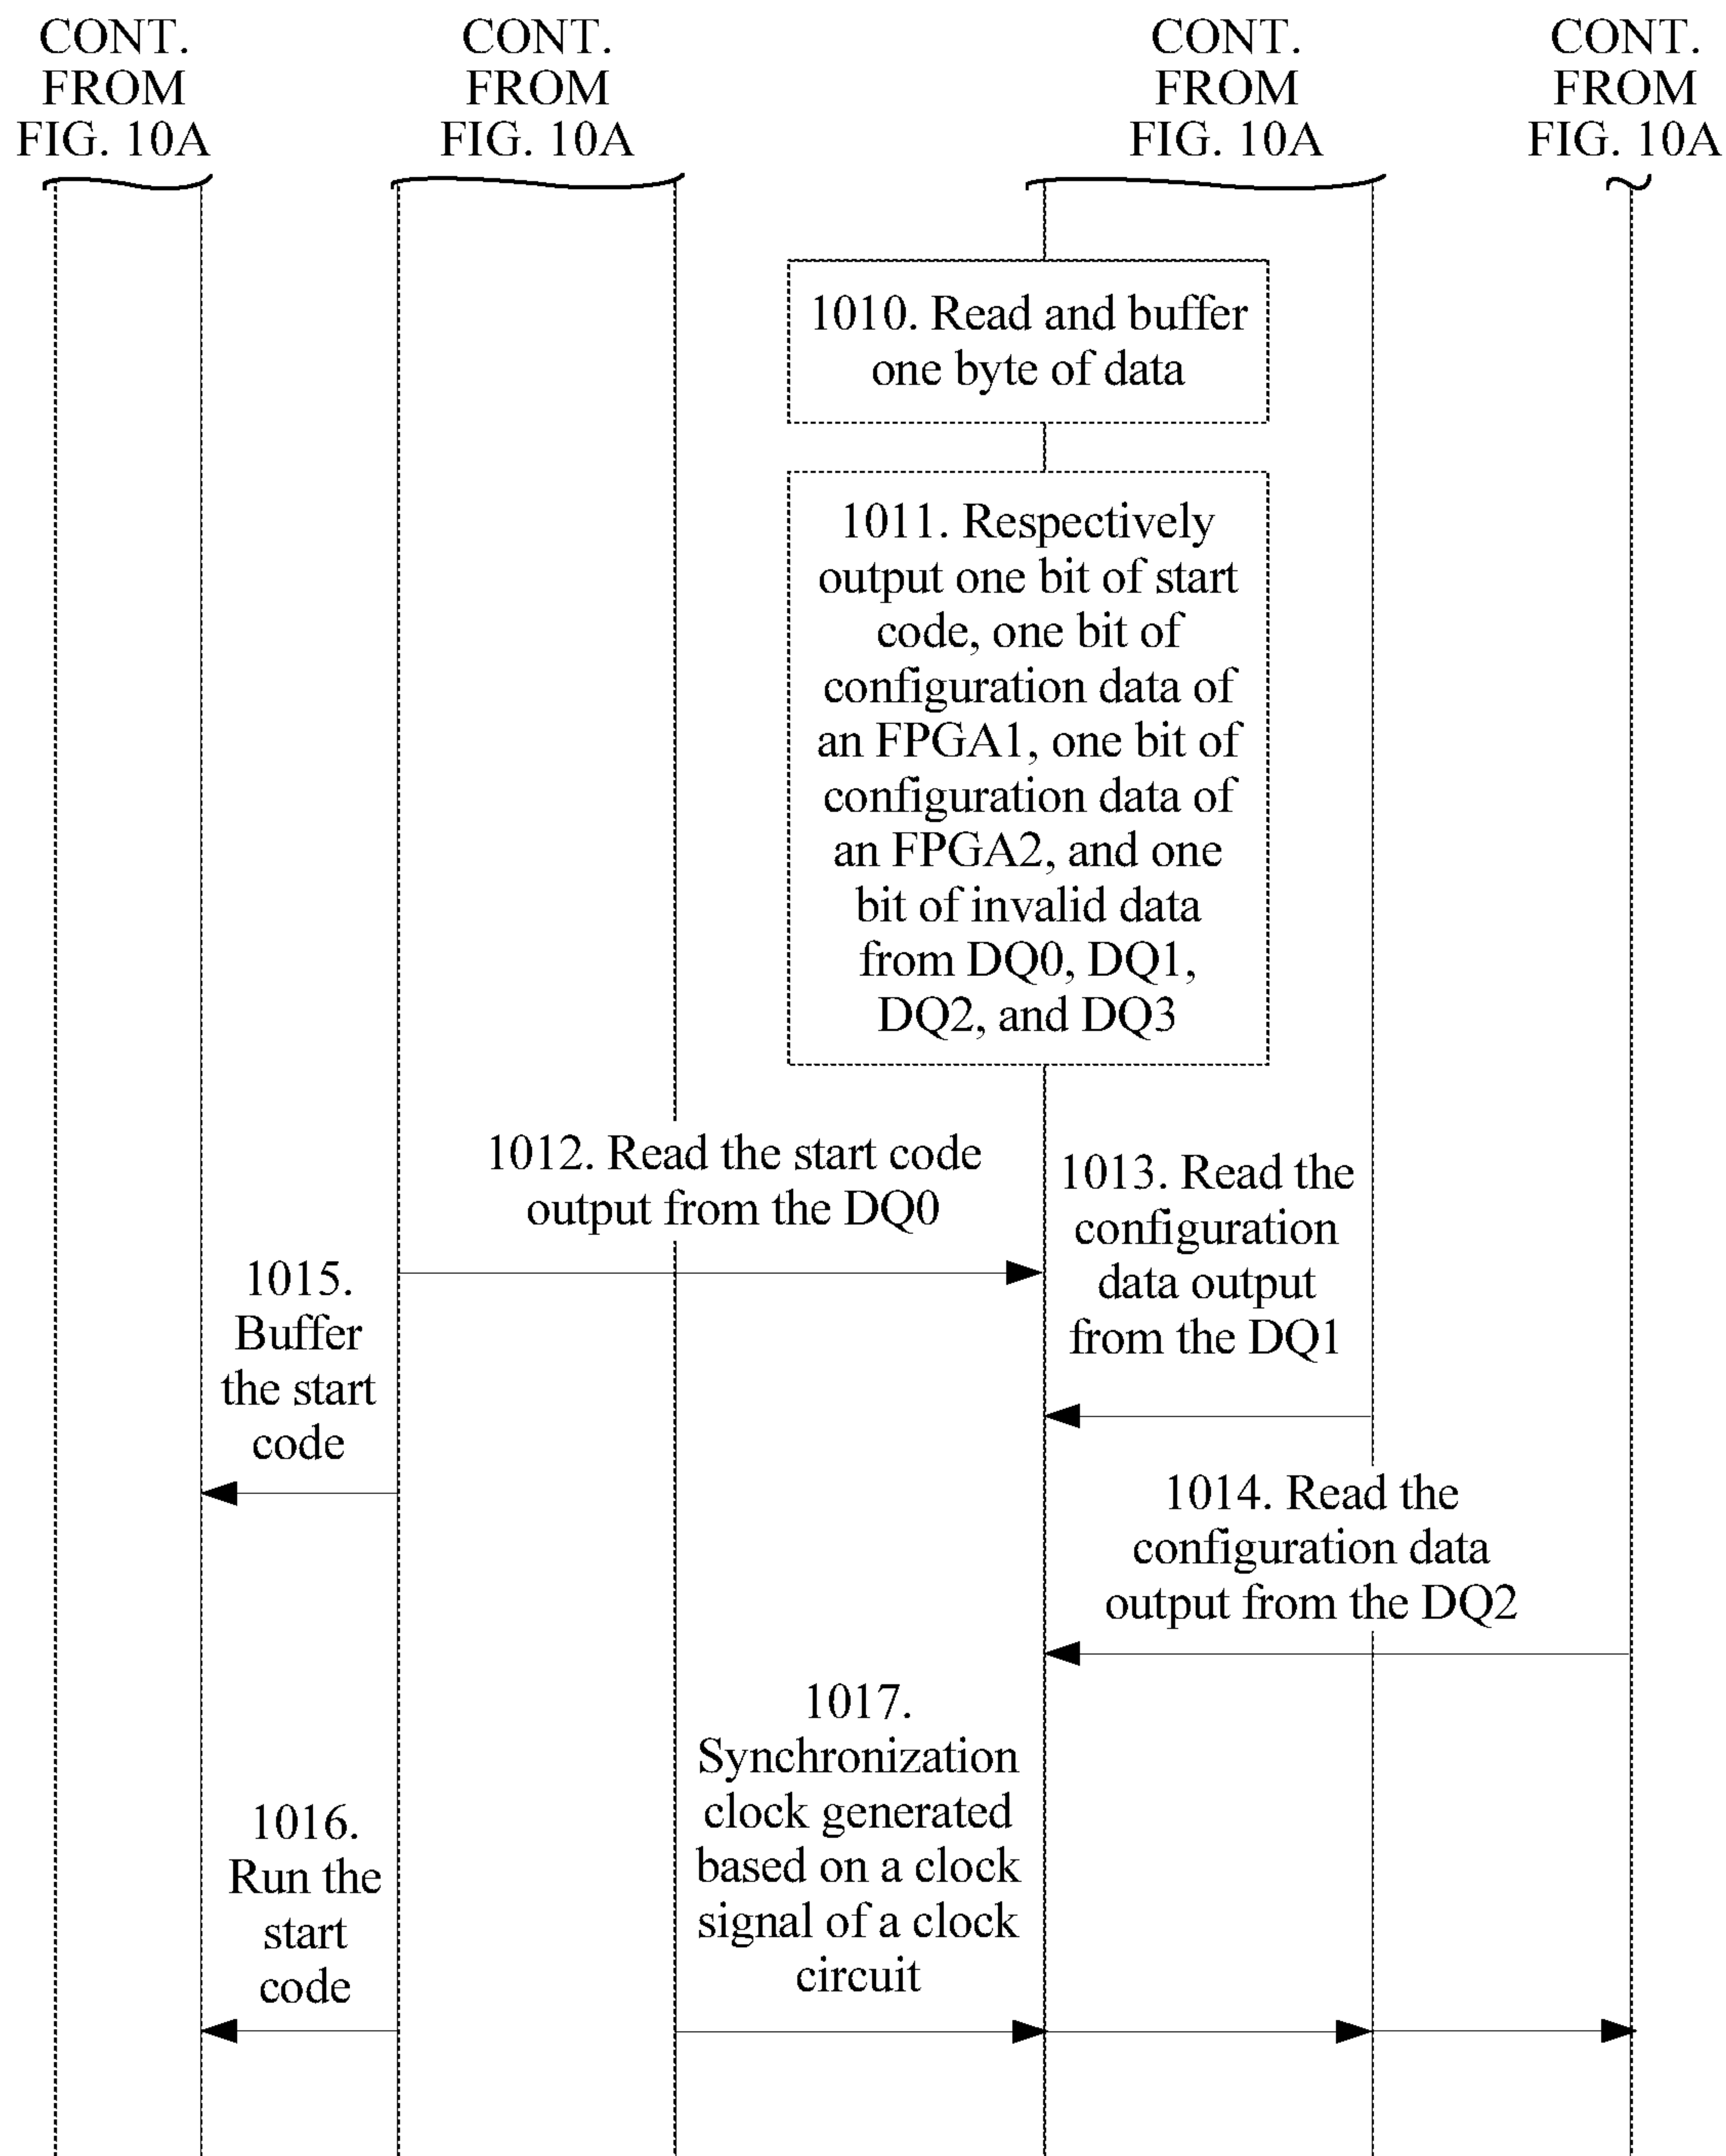 CONT.
FROM
FIG. 10A
CONT.
FROM
FIG. 10A
CONT.
FROM
FIG. 10A
CONT.
FROM
FIG. 10A
1010. Read and buffer
one byte of data
1011. Respectively
output one bit of start
code, one bit of
configuration data of
an FPGA1, one bit of
configuration data of
an FPGA2, and one
bit of invalid data
from DQ0, DQ1,
DQ2, and DQ3
1012. Read the start code
output from the DQ0
1013. Read the
configuration
data output
from the DQ1
1015.
Buffer
the start
code
1014. Read the
configuration data
output from the DQ2
1017.
Synchronization
clock generated
based on a clock
signal of a clock
circuit
1016.
Run the
start
code